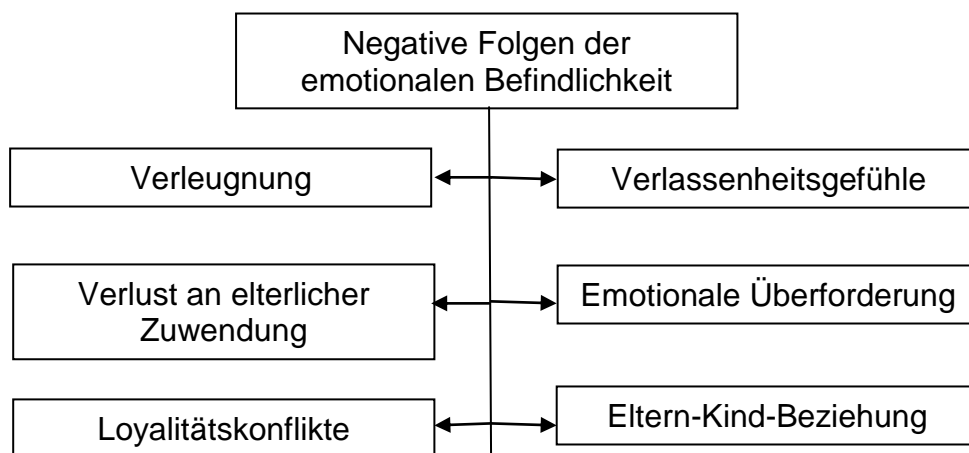 Negative Folgen der
emotionalen Befindlichkeit
Verleugnung
Verlassenheitsgefühle
Verlust an elterlicher
Zuwendung
Emotionale Überforderung
Loyalitätskonflikte
Eltern-Kind-Beziehung